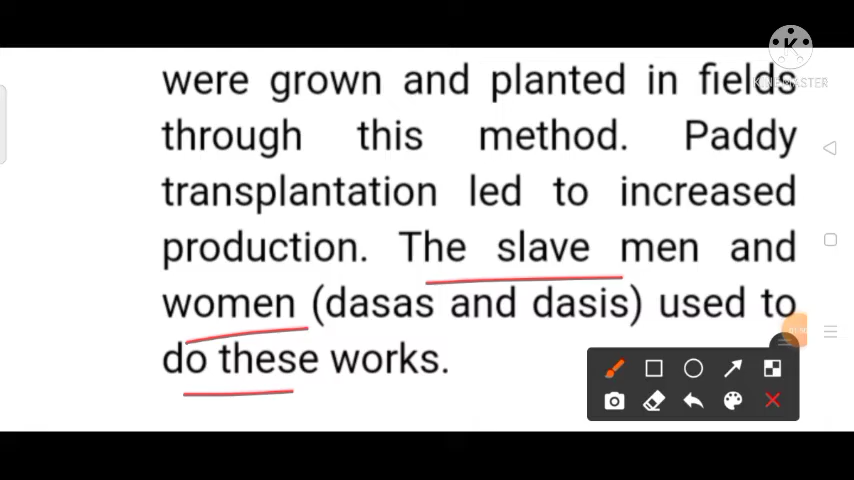 were grown and planted in fields
through this method. Paddy
transplantation led to increased
production. The slave men and
women (dasas and dasis) used to
do these works.
KINEMASTER